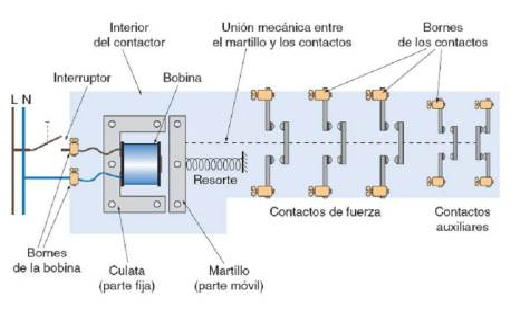 Interior
del contactor
Unión mecánica entre
el martillo y los contactos
Bornes
de los contactos
Interruptor
Bobina
L N
Resorte
Contactos de fuerza
Contactos
auxiliares
Bornes
de la bobina
Culata
(parte fija)
Martillo
(parte móvil)